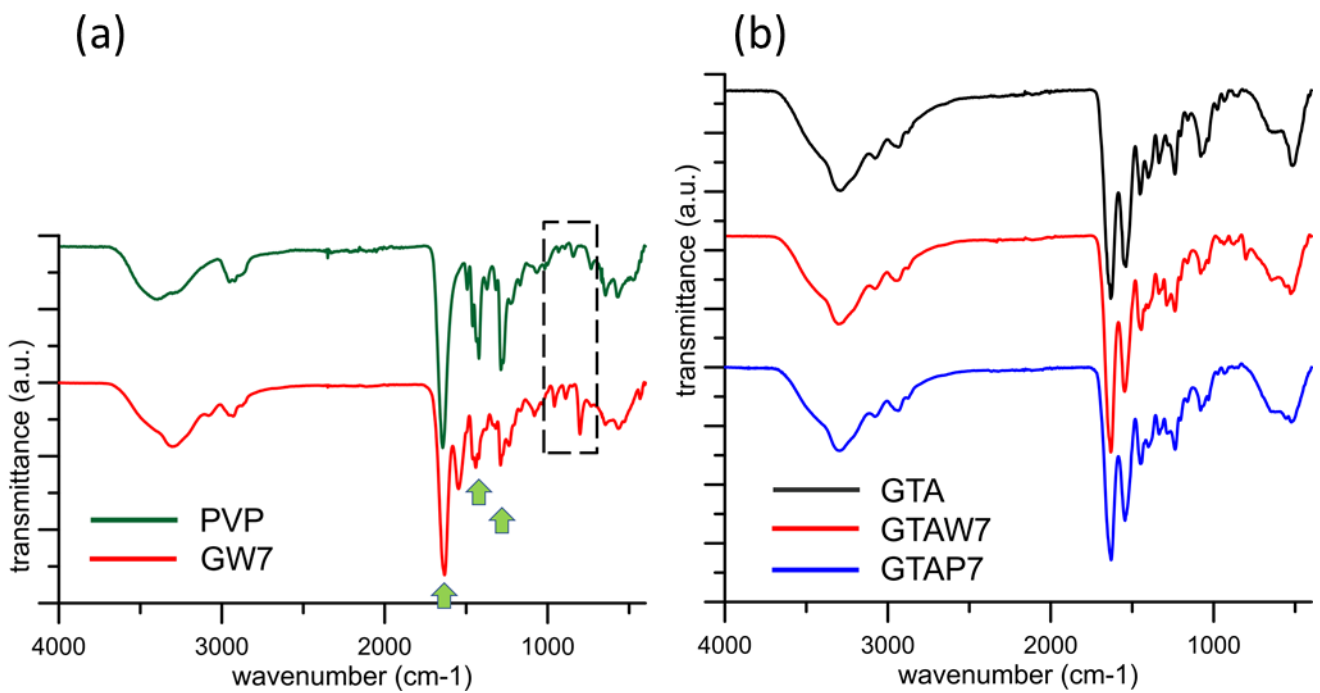 (a)
transmittance (a.u.)
PVP
GW7
4000 3000 2000 1000
wavenumber (cm-1)
(b)
transmittance (a.u.)
GTA
GTAW7
GTAP7
4000 3000 2000 1000
wavenumber (cm-1)